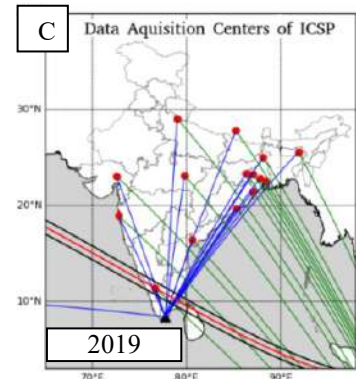 C
Data Aquisition Centers of ICSP
30°N
20°N
10°N
2019
70°E 80°E 90°E